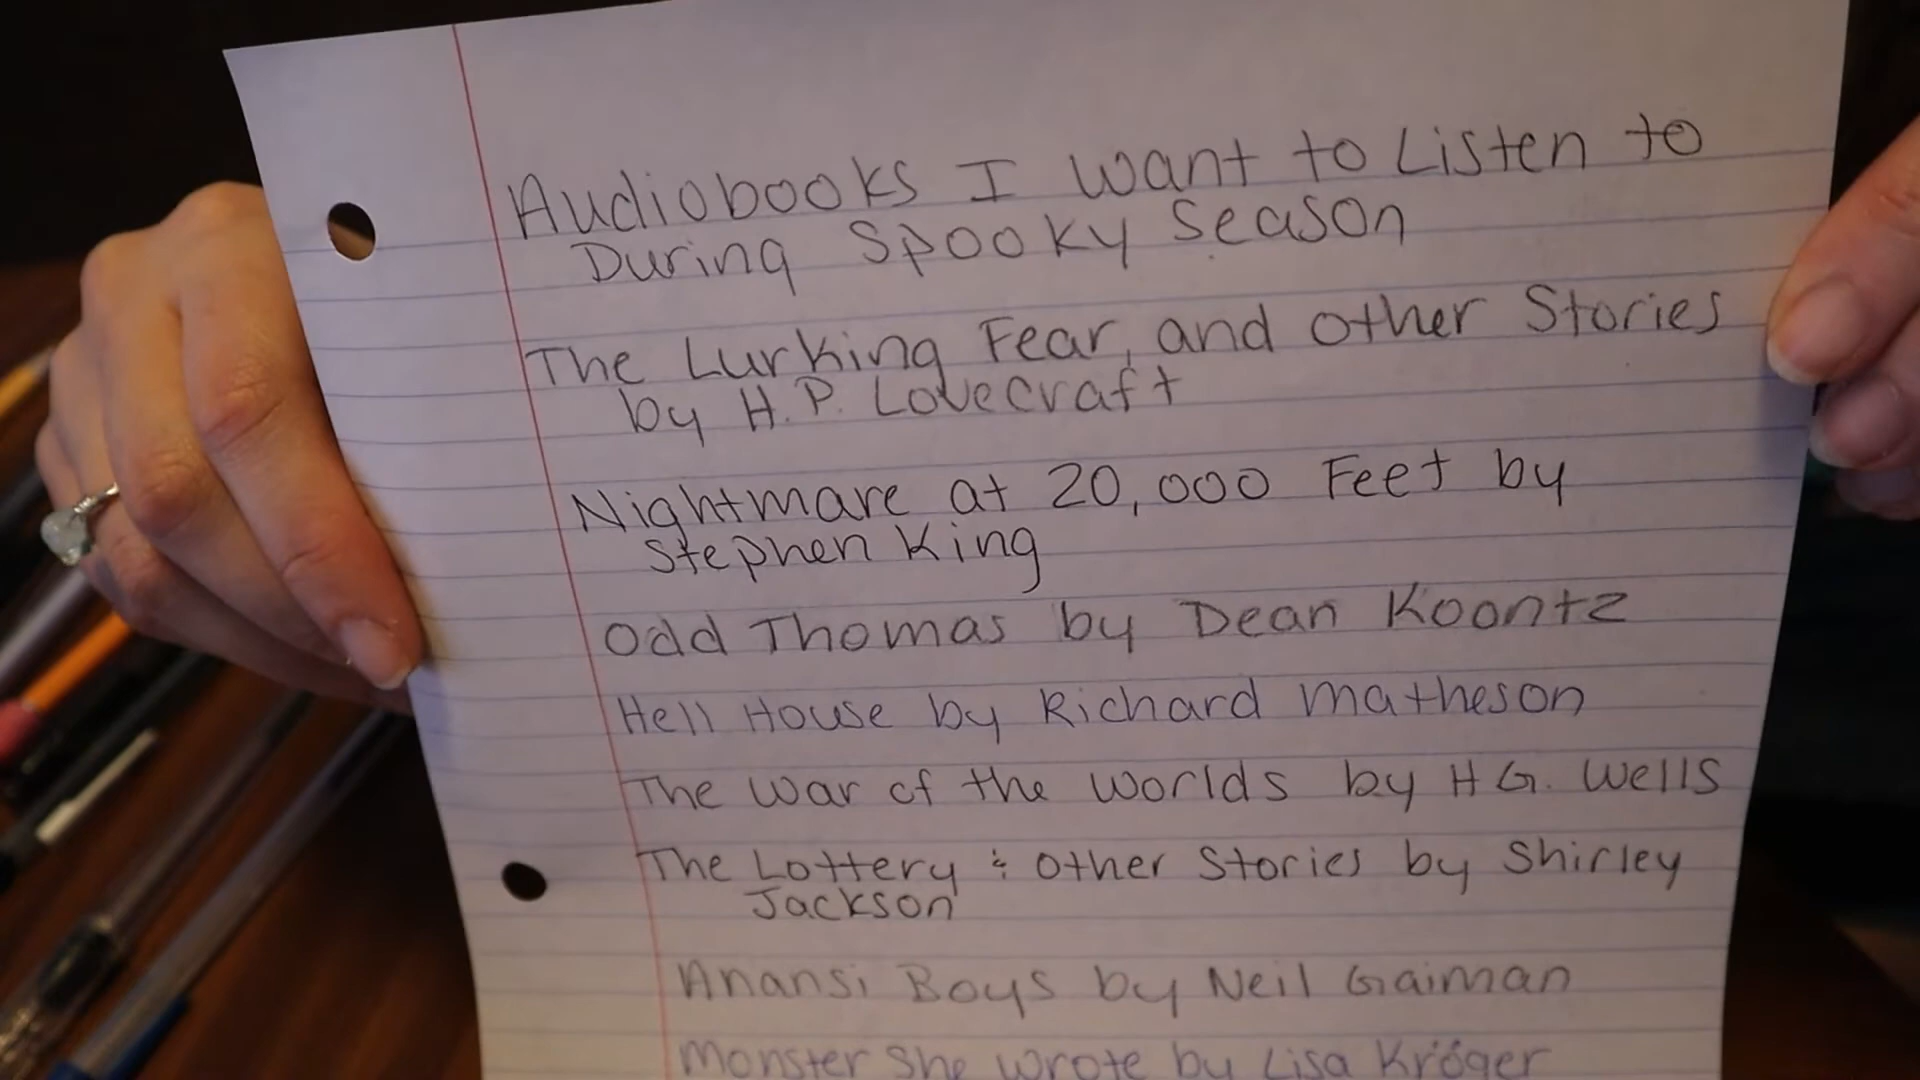 Audiobooks I want to Listen to
During Spooky Season
The Lurking Fear, and other Stories
by H.P. Lovecraft
Nightmare at 20,000 Feet by
Stephen King
Odd Thomas by Dean Koontz
Hell House by Richard Matheson
The War of the Worlds by H G. Wells
The Lottery & Other Stories by Shirley
Jackson
Anansi Boys by Neil Gaiman
Monster She Wrote by Lisa Kröger